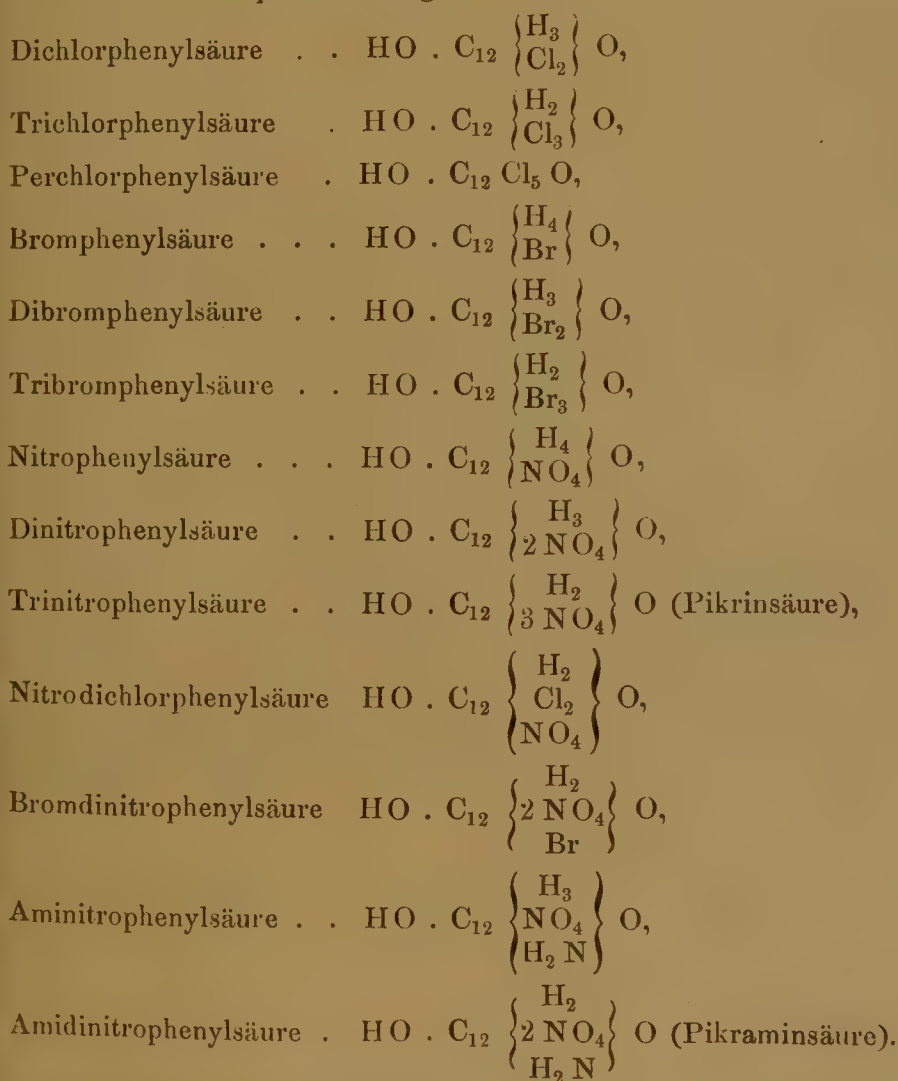 Dichlorphenylsäure . . HO . C₁₂ {H₃ Cl₂} O,
Trichlorphenylsäure . HO . C₁₂ {H₂ Cl₃} O,
Perchlorphenylsäure . HO . C₁₂ Cl₅ O,
Bromphenylsäure . . . HO . C₁₂ {H₄ Br} O,
Dibromphenylsäure . . HO . C₁₂ {H₃ Br₂} O,
Tribromphenylsäure . . HO . C₁₂ {H₂ Br₃} O,
Nitrophenylsäure . . . HO . C₁₂ {H₄ NO₄} O,
Dinitrophenylsäure . . HO . C₁₂ {H₃ 2 NO₄} O,
Trinitrophenylsäure . . HO . C₁₂ {H₂ 3 NO₄} O (Pikrinsäure),
Nitrodichlorphenylsäure HO . C₁₂ {H₂ Cl₂ NO₄} O,
Bromdinitrophenylsäure HO . C₁₂ {H₂ 2 NO₄ Br} O,
Aminitrophenylsäure . . HO . C₁₂ {H₃ NO₄ H₂ N} O,
Amidinitrophenylsäure . HO . C₁₂ {H₂ 2 NO₄ H₂ N} O (Pikraminsäure).